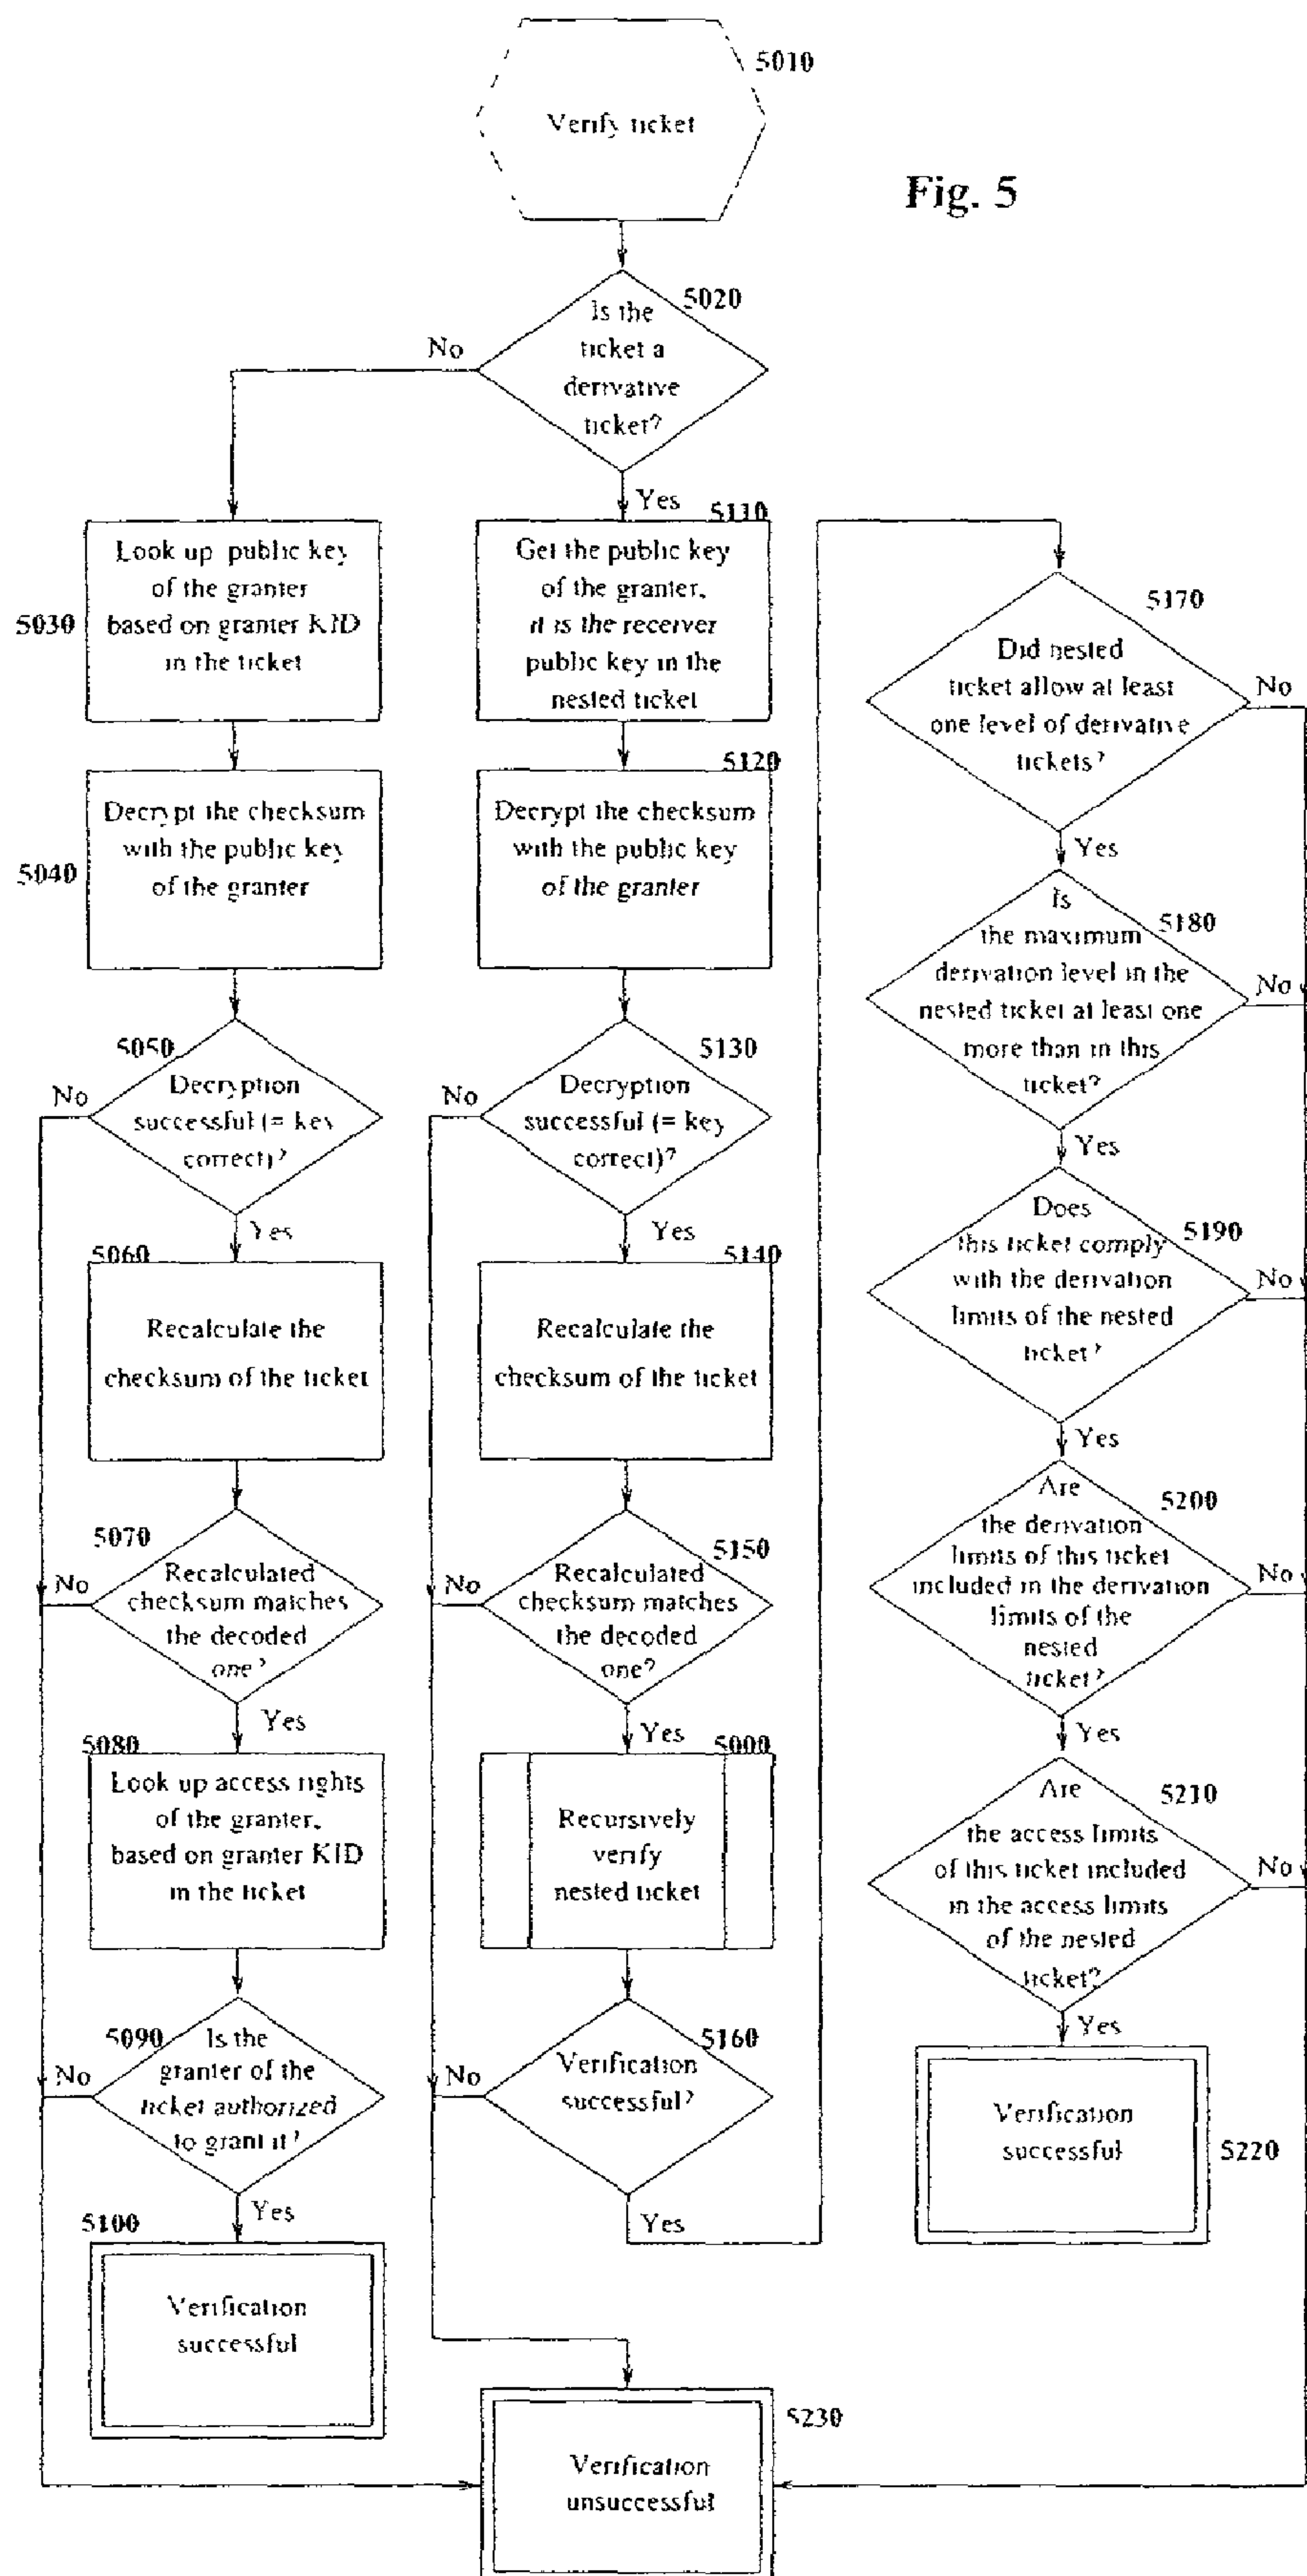 5010
Verify ticket
Fig. 5
5020
Is the
ticket a
derivative
ticket?
No
Yes
5030
Look up public key
of the granter
based on granter KID
in the ticket
5040
Decrypt the checksum
with the public key
of the granter
5050
Decryption
successful (= key
correct)?
No
Yes
5060
Recalculate the
checksum of the ticket
5070
Recalculated
checksum matches
the decoded
one?
No
Yes
5080
Look up access rights
of the granter,
based on granter KID
in the ticket
5090
Is the
granter of the
ticket authorized
to grant it?
No
Yes
5100
Verification
successful
5110
Get the public key
of the granter,
it is the receiver
public key in the
nested ticket
5120
Decrypt the checksum
with the public key
of the granter
5130
Decryption
successful (= key
correct)?
No
Yes
5140
Recalculate the
checksum of the ticket
5150
Recalculated
checksum matches
the decoded
one?
No
Yes
5000
Recursively
verify
nested ticket
5160
Verification
successful?
No
Yes
5170
Did nested
ticket allow at least
one level of derivative
tickets?
No
Yes
5180
Is
the maximum
derivation level in the
nested ticket at least one
more than in this
ticket?
No
Yes
5190
Does
this ticket comply
with the derivation
limits of the nested
ticket?
No
Yes
5200
Are
the derivation
limits of this ticket
included in the derivation
limits of the
nested
ticket?
No
Yes
5210
Are
the access limits
of this ticket included
in the access limits
of the nested
ticket?
No
Yes
5220
Verification
successful
5230
Verification
unsuccessful